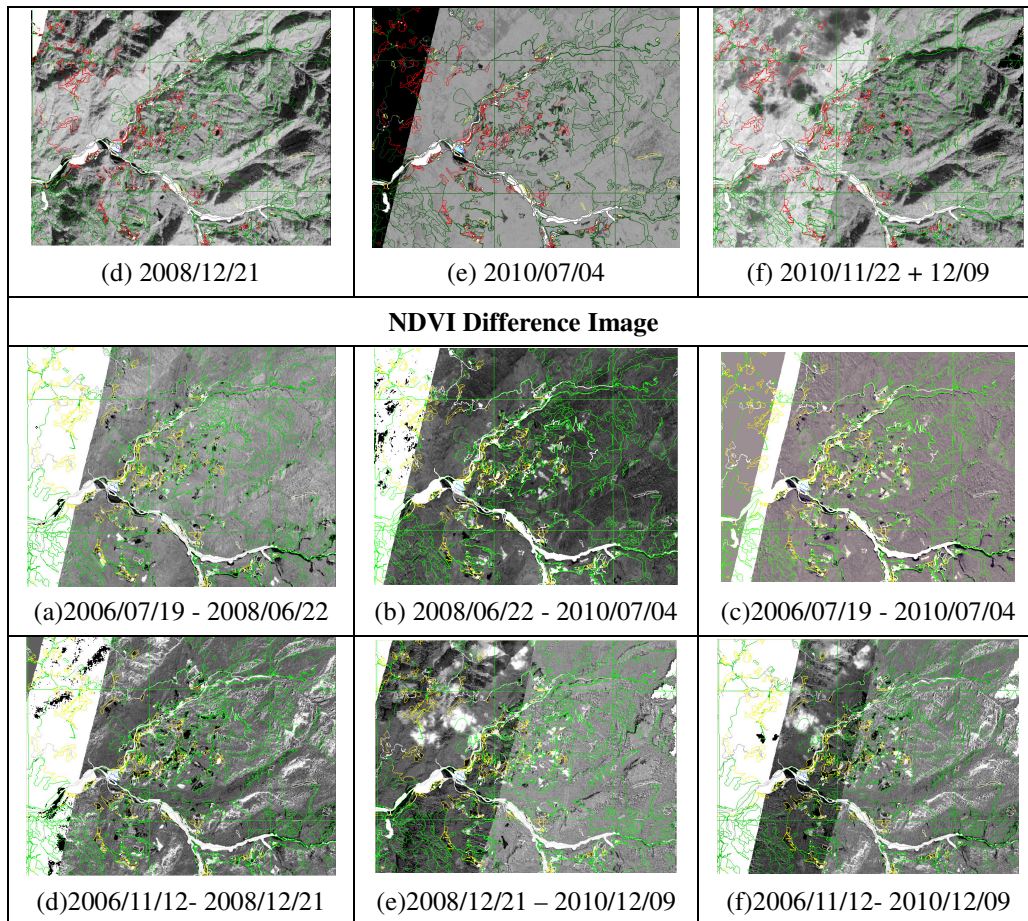 (d) 2008/12/21
(e) 2010/07/04
(f) 2010/11/22 + 12/09
NDVI Difference Image
(a)2006/07/19 - 2008/06/22
(b) 2008/06/22 - 2010/07/04
(c) 2006/07/19 - 2010/07/04
(d)2006/11/12- 2008/12/21
(e)2008/12/21 – 2010/12/09
(f)2006/11/12- 2010/12/09